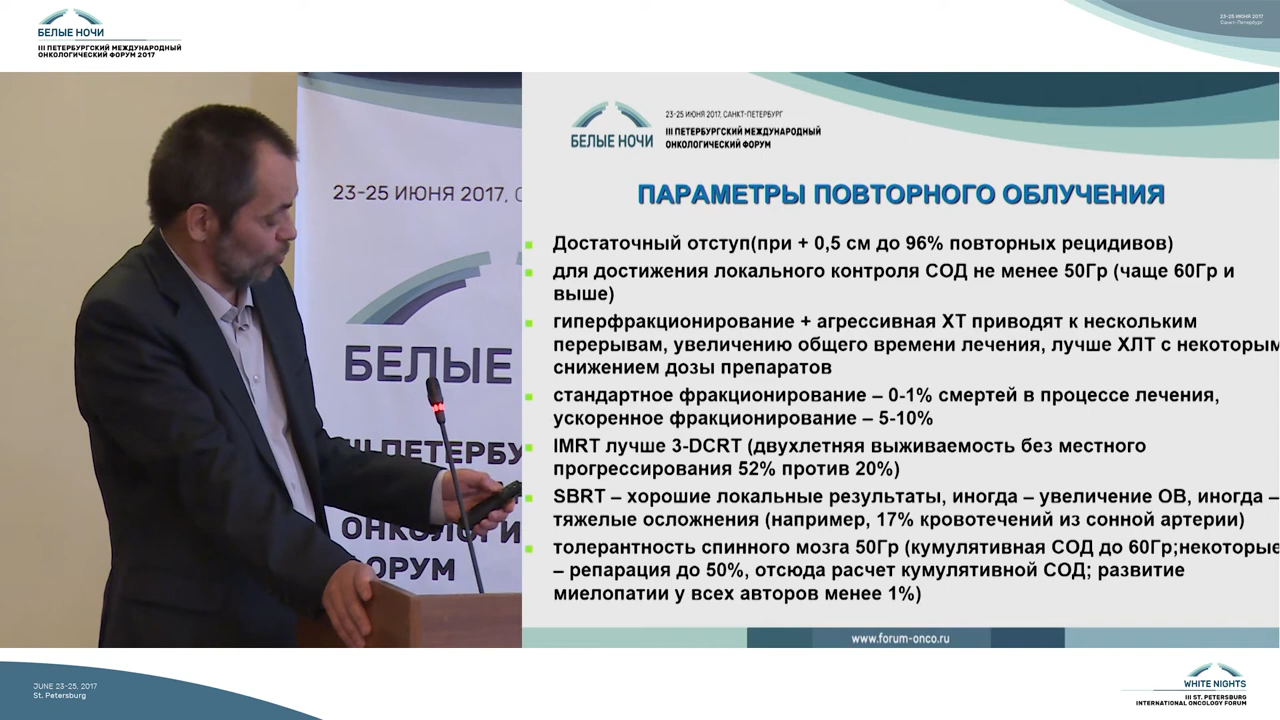 БЕЛЫЕ НОЧИ
III ПЕТЕРБУРГСКИЙ МЕЖДУНАРОДНЫЙ
ОНКОЛОГИЧЕСКИЙ ФОРУМ 2017
23-25 ИЮНЯ 2017
Санкт-Петербург
23-25 ИЮНЯ 2017, С
БЕЛЫЕ
III ПЕТЕРБУ
ОНКОЛОГИ
ФОРУМ
23-25 ИЮНЯ 2017, САНКТ-ПЕТЕРБУРГ
БЕЛЫЕ НОЧИ
III ПЕТЕРБУРГСКИЙ МЕЖДУНАРОДНЫЙ
ОНКОЛОГИЧЕСКИЙ ФОРУМ
ПАРАМЕТРЫ ПОВТОРНОГО ОБЛУЧЕНИЯ
Достаточный отступ(при + 0,5 см до 96% повторных рецидивов)
для достижения локального контроля СОД не менее 50Гр (чаще 60Гр и
выше)
гиперфракционирование + агрессивная ХТ приводят к нескольким
перерывам, увеличению общего времени лечения, лучше ХЛТ с некоторым
снижением дозы препаратов
стандартное фракционирование – 0-1% смертей в процессе лечения,
ускоренное фракционирование – 5-10%
IMRT лучше 3-DCRT (двухлетняя выживаемость без местного
прогрессирования 52% против 20%)
SBRT – хорошие локальные результаты, иногда – увеличение ОВ, иногда –
тяжелые осложнения (например, 17% кровотечений из сонной артерии)
толерантность спинного мозга 50Гр (кумулятивная СОД до 60Гр;некоторые
– репарация до 50%, отсюда расчет кумулятивной СОД; развитие
миелопатии у всех авторов менее 1%)
www.forum-onco.ru
JUNE 23-25, 2017
St. Petersburg
WHITE NIGHTS
III ST. PETERSBURG
INTERNATIONAL ONCOLOGY FORUM